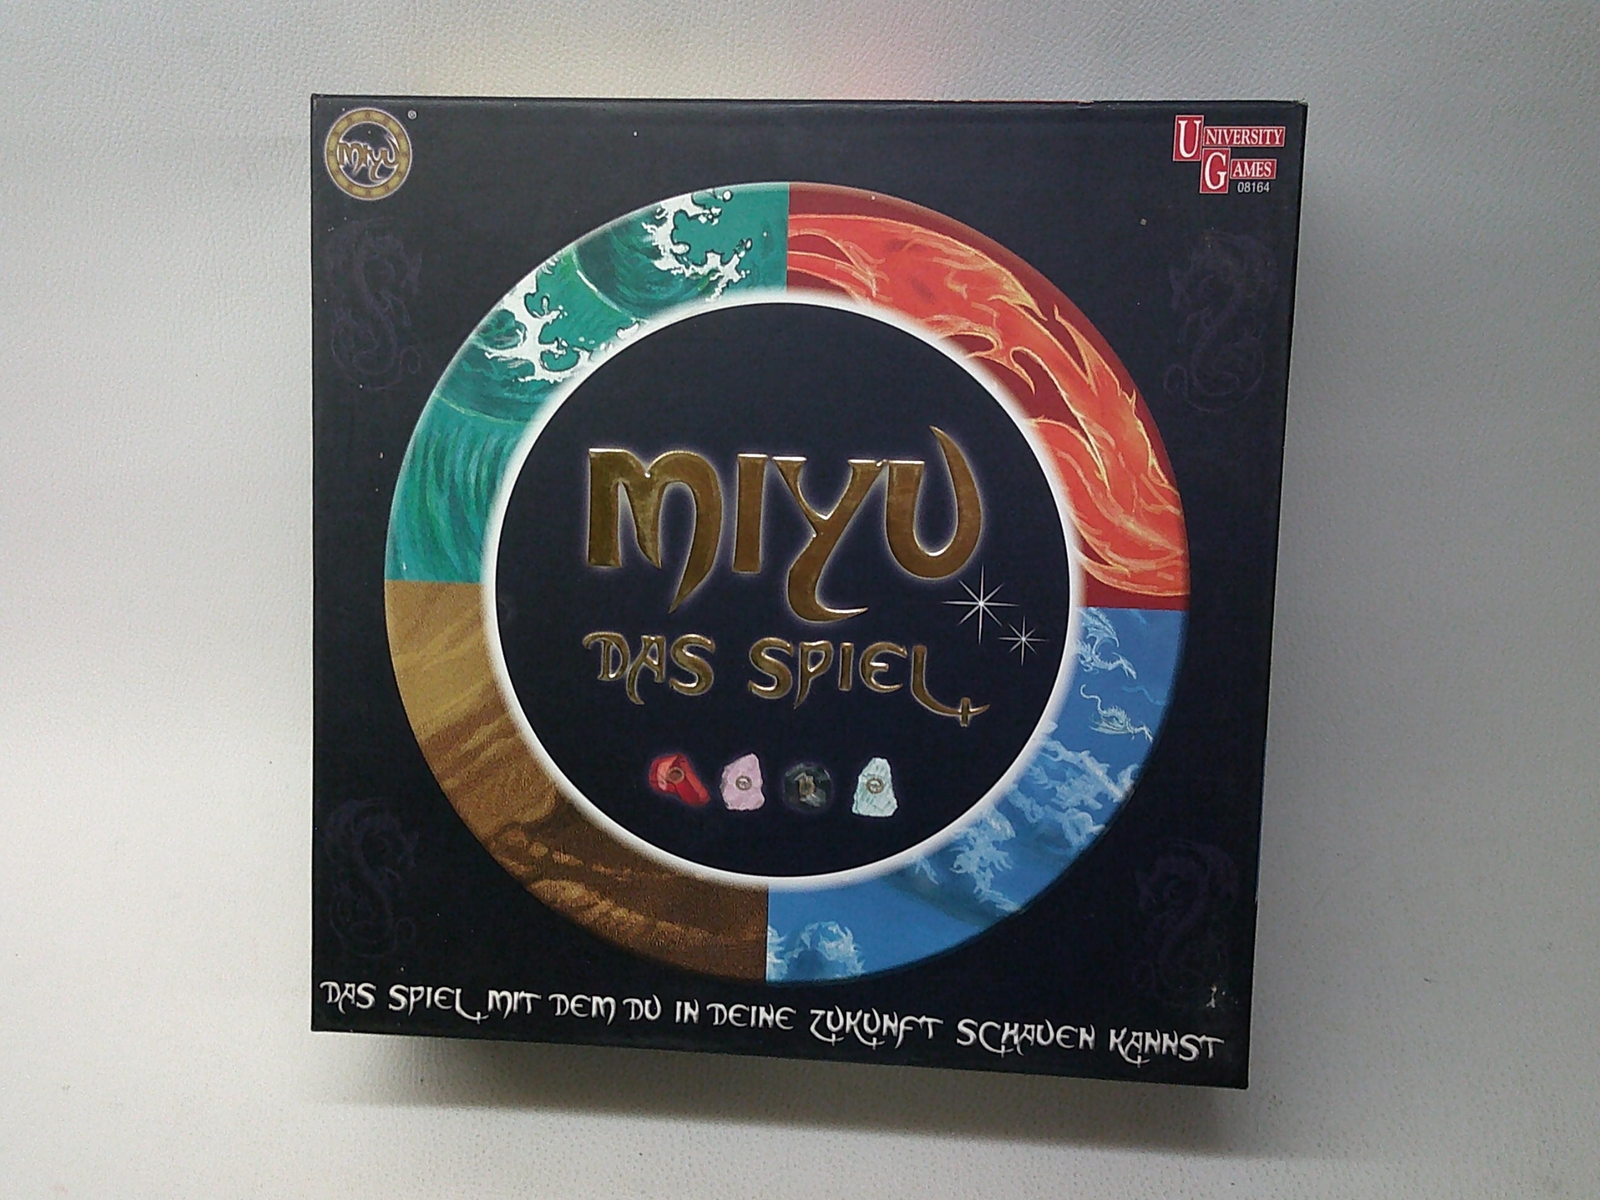 MIYU
®
UNIVERSITY
GAMES
08164
MIYU
DAS SPIEL
DAS SPIEL MIT DEM DU IN DEINE ZUKUNFT SCHAUEN KANNST